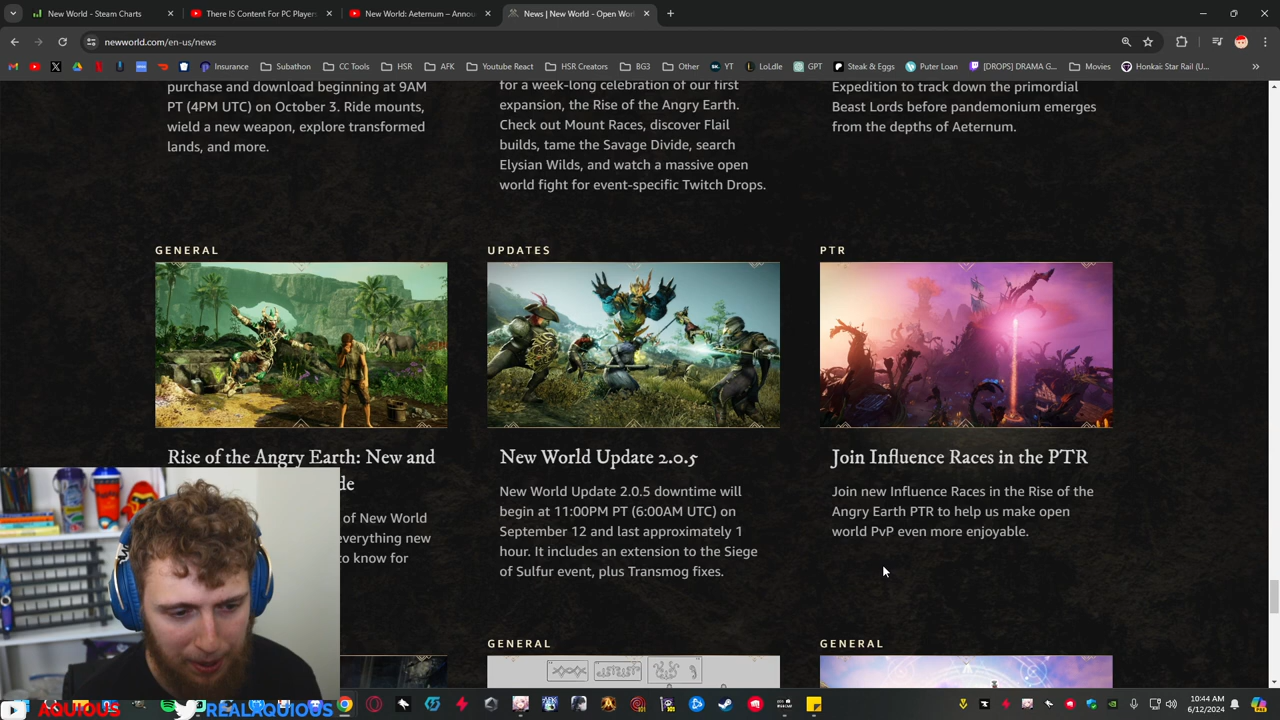 New World - Steam Charts
There IS Content For PC Players
New World: Aeternum – Annou
News | New World - Open Worl
newworld.com/en-us/news
Insurance
Subathon
CC Tools
HSR
AFK
Youtube React
HSR Creators
BG3
Other
YT
LoLdle
GPT
Steak & Eggs
Puter Loan
[DROPS] DRAMA G...
Movies
Honkai: Star Rail (U...
purchase and download beginning at 9AM
PT (4PM UTC) on October 3. Ride mounts,
wield a new weapon, explore transformed
lands, and more.
for a week-long celebration of our first
expansion, the Rise of the Angry Earth.
Check out Mount Races, discover Flail
builds, tame the Savage Divide, search
Elysian Wilds, and watch a massive open
world fight for event-specific Twitch Drops.
Expedition to track down the primordial
Beast Lords before pandemonium emerges
from the depths of Aeternum.
GENERAL
Rise of the Angry Earth: New and
de
of New World
everything new
to know for
UPDATES
New World Update 2.0.5
New World Update 2.0.5 downtime will
begin at 11:00PM PT (6:00AM UTC) on
September 12 and last approximately 1
hour. It includes an extension to the Siege
of Sulfur event, plus Transmog fixes.
PTR
Join Influence Races in the PTR
Join new Influence Races in the Rise of the
Angry Earth PTR to help us make open
world PvP even more enjoyable.
GENERAL
GENERAL
AQUIOUS
REALAQUIOUS
10:44 AM
6/12/2024